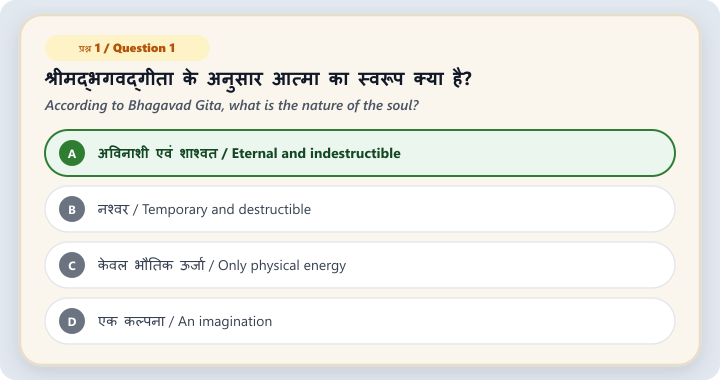 प्रश्न 1 / Question 1
श्रीमद्भगवद्गीता के अनुसार आत्मा का स्वरूप क्या है?
According to Bhagavad Gita, what is the nature of the soul?
A अविनाशी एवं शाश्वत / Eternal and indestructible
B नश्वर / Temporary and destructible
C केवल भौतिक ऊर्जा / Only physical energy
D एक कल्पना / An imagination